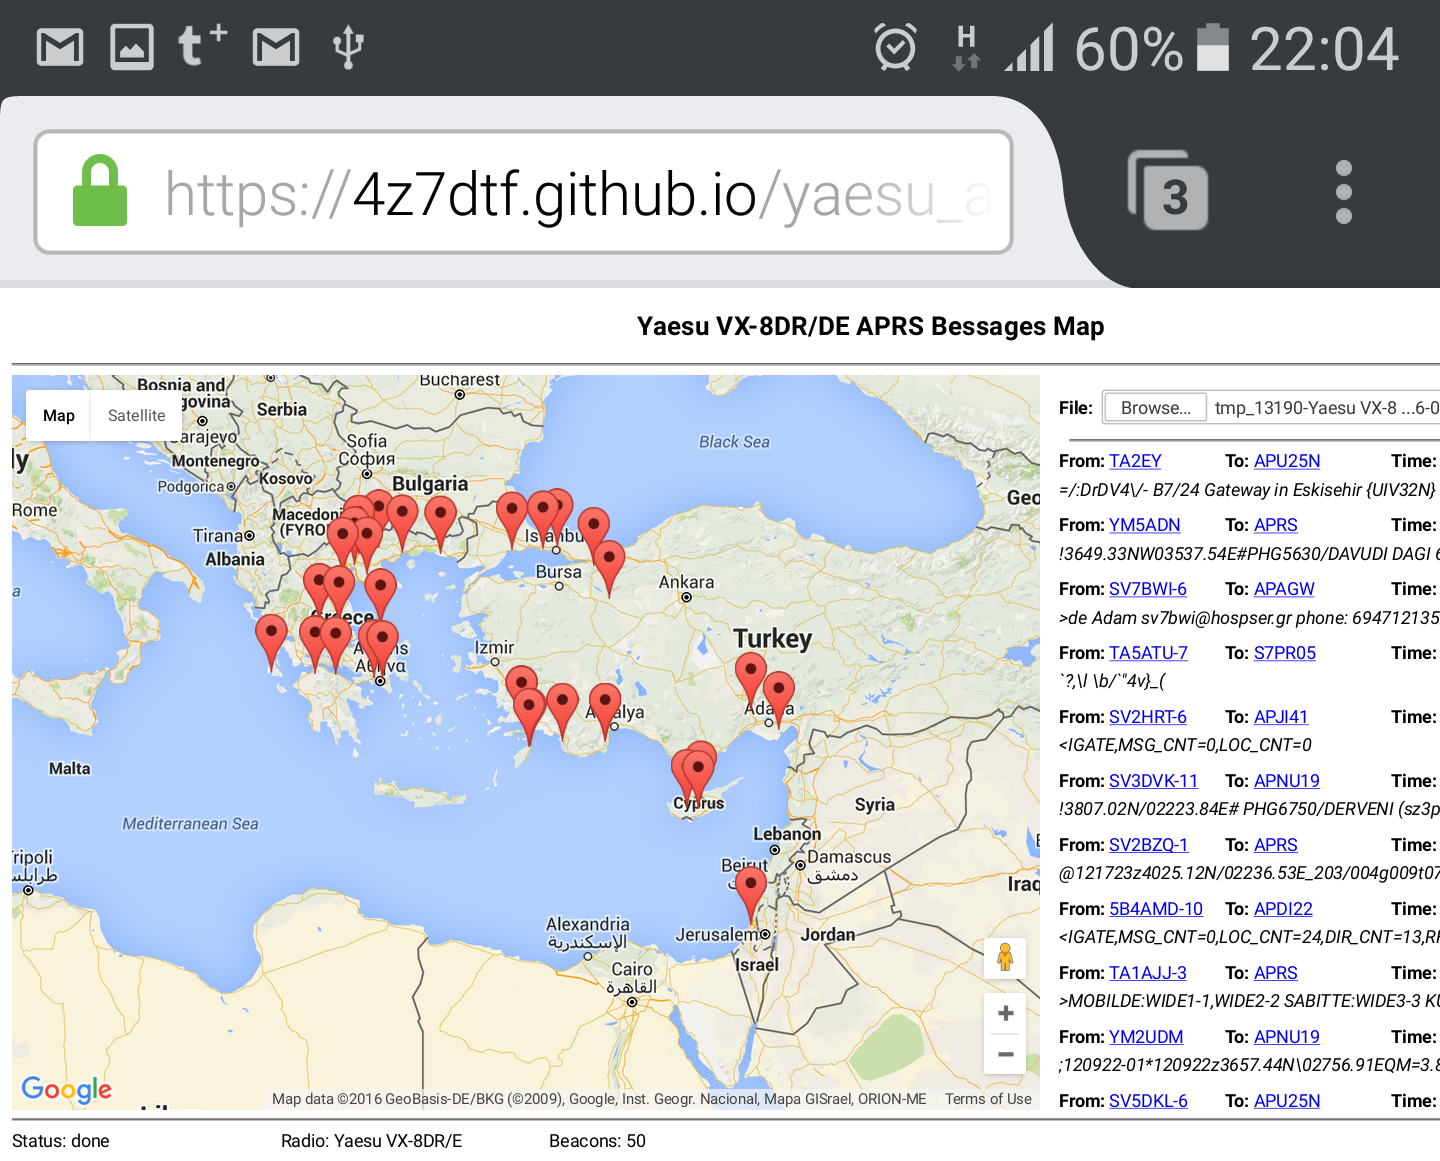 60% 22:04
https://4z7dtf.github.io/yaesu_a
3
Yaesu VX-8DR/DE APRS Bessages Map
Map Satellite
File: Browse... tmp_13190-Yaesu VX-8 ...6-0
From: TA2EY To: APU25N Time:
=/:DrDV4\/- B7/24 Gateway in Eskisehir {UIV32N}
From: YM5ADN To: APRS Time:
!3649.33NW03537.54E#PHG5630/DAVUDI DAGI 6
From: SV7BWI-6 To: APAGW Time:
>de Adam sv7bwi@hospser.gr phone: 694712135
From: TA5ATU-7 To: S7PR05 Time:
`?,\l \b/`"4v}_(
From: SV2HRT-6 To: APJI41 Time:
<IGATE,MSG_CNT=0,LOC_CNT=0
From: SV3DVK-11 To: APNU19 Time:
!3807.02N/02223.84E# PHG6750/DERVENI (sz3p
From: SV2BZQ-1 To: APRS Time:
@121723z4025.12N/02236.53E_203/004g009t07
From: 5B4AMD-10 To: APDI22 Time:
<IGATE,MSG_CNT=0,LOC_CNT=24,DIR_CNT=13,RF
From: TA1AJJ-3 To: APRS Time:
>MOBILDE:WIDE1-1,WIDE2-2 SABITTE:WIDE3-3 KU
From: YM2UDM To: APNU19 Time:
;120922-01*120922z3657.44N\02756.91EQM=3.8
From: SV5DKL-6 To: APU25N Time:
Bosnia and
govina
Serbia
Bucharest
Sarajevo
Sofia
София
Black Sea
Montenegro
Podgorica
Kosovo
Bulgaria
Rome
Macedoni
(FYRO
Geo
Tirana
Albania
Istanbu
Bursa
Ankara
Greece
Turkey
Izmir
Αθήνα
Malta
Cyprus
Syria
Mediterranean Sea
Lebanon
Beirut
Damascus
دمشق
ripoli
طرابلس
Iraq
Alexandria
الإسكندرية
Jerusalem
Jordan
Israel
Cairo
القاهرة
Google
Map data ©2016 GeoBasis-DE/BKG (©2009), Google, Inst. Geogr. Nacional, Mapa GISrael, ORION-ME Terms of Use
Status: done Radio: Yaesu VX-8DR/E Beacons: 50